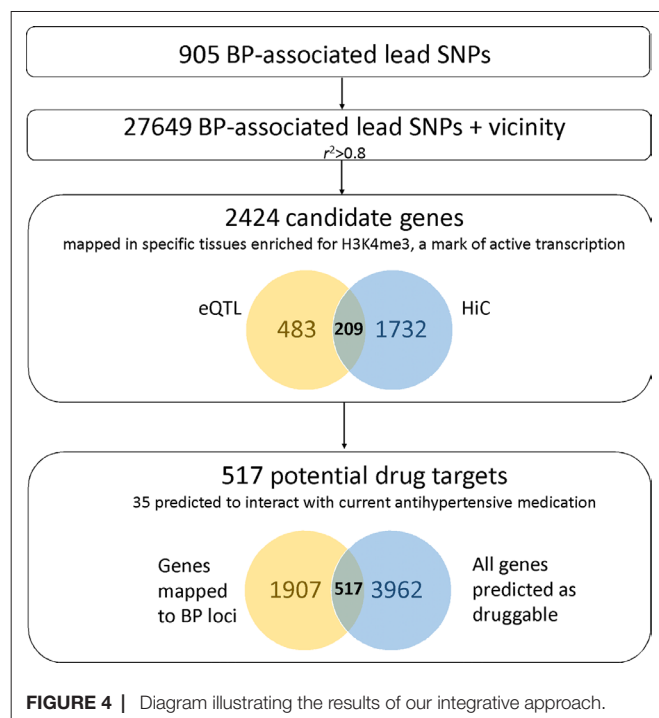 905 BP-associated lead SNPs
27649 BP-associated lead SNPs + vicinity
r²>0.8
2424 candidate genes
mapped in specific tissues enriched for H3K4me3, a mark of active transcription
eQTL
483
209
1732
HiC
517 potential drug targets
35 predicted to interact with current antihypertensive medication
Genes
mapped
to BP loci
1907
517
3962
All genes
predicted as
druggable
FIGURE 4 | Diagram illustrating the results of our integrative approach.